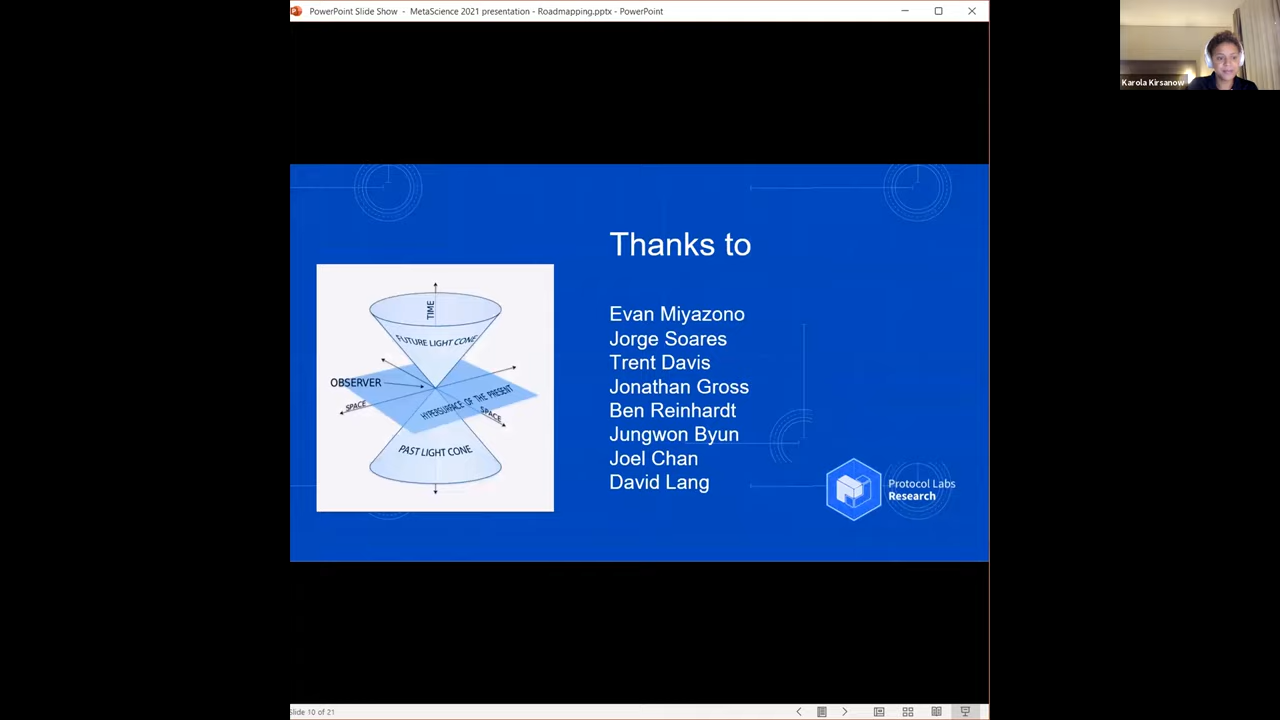 PowerPoint Slide Show - MetaScience 2021 presentation - Roadmapping.pptx - PowerPoint
Karola Kirsanow
Thanks to
TIME
FUTURE LIGHT CONE
OBSERVER
SPACE
HYPERSURFACE OF THE PRESENT
SPACE
PAST LIGHT CONE
Evan Miyazono
Jorge Soares
Trent Davis
Jonathan Gross
Ben Reinhardt
Jungwon Byun
Joel Chan
David Lang
Protocol Labs
Research
Slide 10 of 21